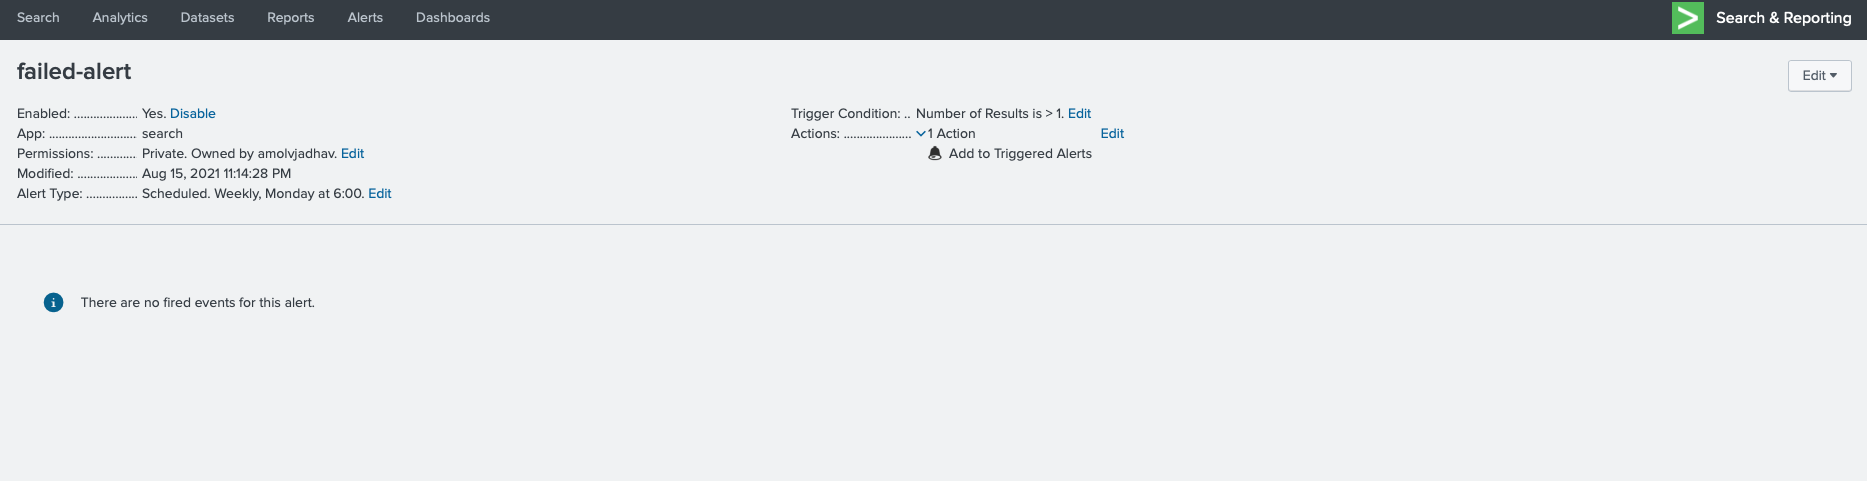 Search Analytics Datasets Reports Alerts Dashboards Search & Reporting
failed-alert
Edit
Enabled: .................... Yes. Disable
App: ........................... search
Permissions: ............ Private. Owned by amolvjadhav. Edit
Modified: ................... Aug 15, 2021 11:14:28 PM
Alert Type: ................ Scheduled. Weekly, Monday at 6:00. Edit
Trigger Condition: .. Number of Results is > 1. Edit
Actions: ..................... 1 Action Edit
Add to Triggered Alerts
There are no fired events for this alert.